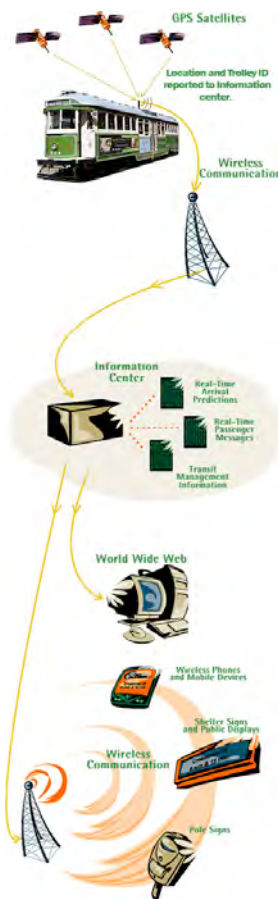 GPS Satellites
Location and Trolley ID
reported to Information
center.
Wireless
Communication
Information
Center
Real-Time
Arrival
Predictions
Real-Time
Passenger
Messages
Transit
Management
Information
World Wide Web
Wireless Phones
and Mobile Devices
Shelter Signs
and Public Displays
Wireless
Communication
Pole Signs